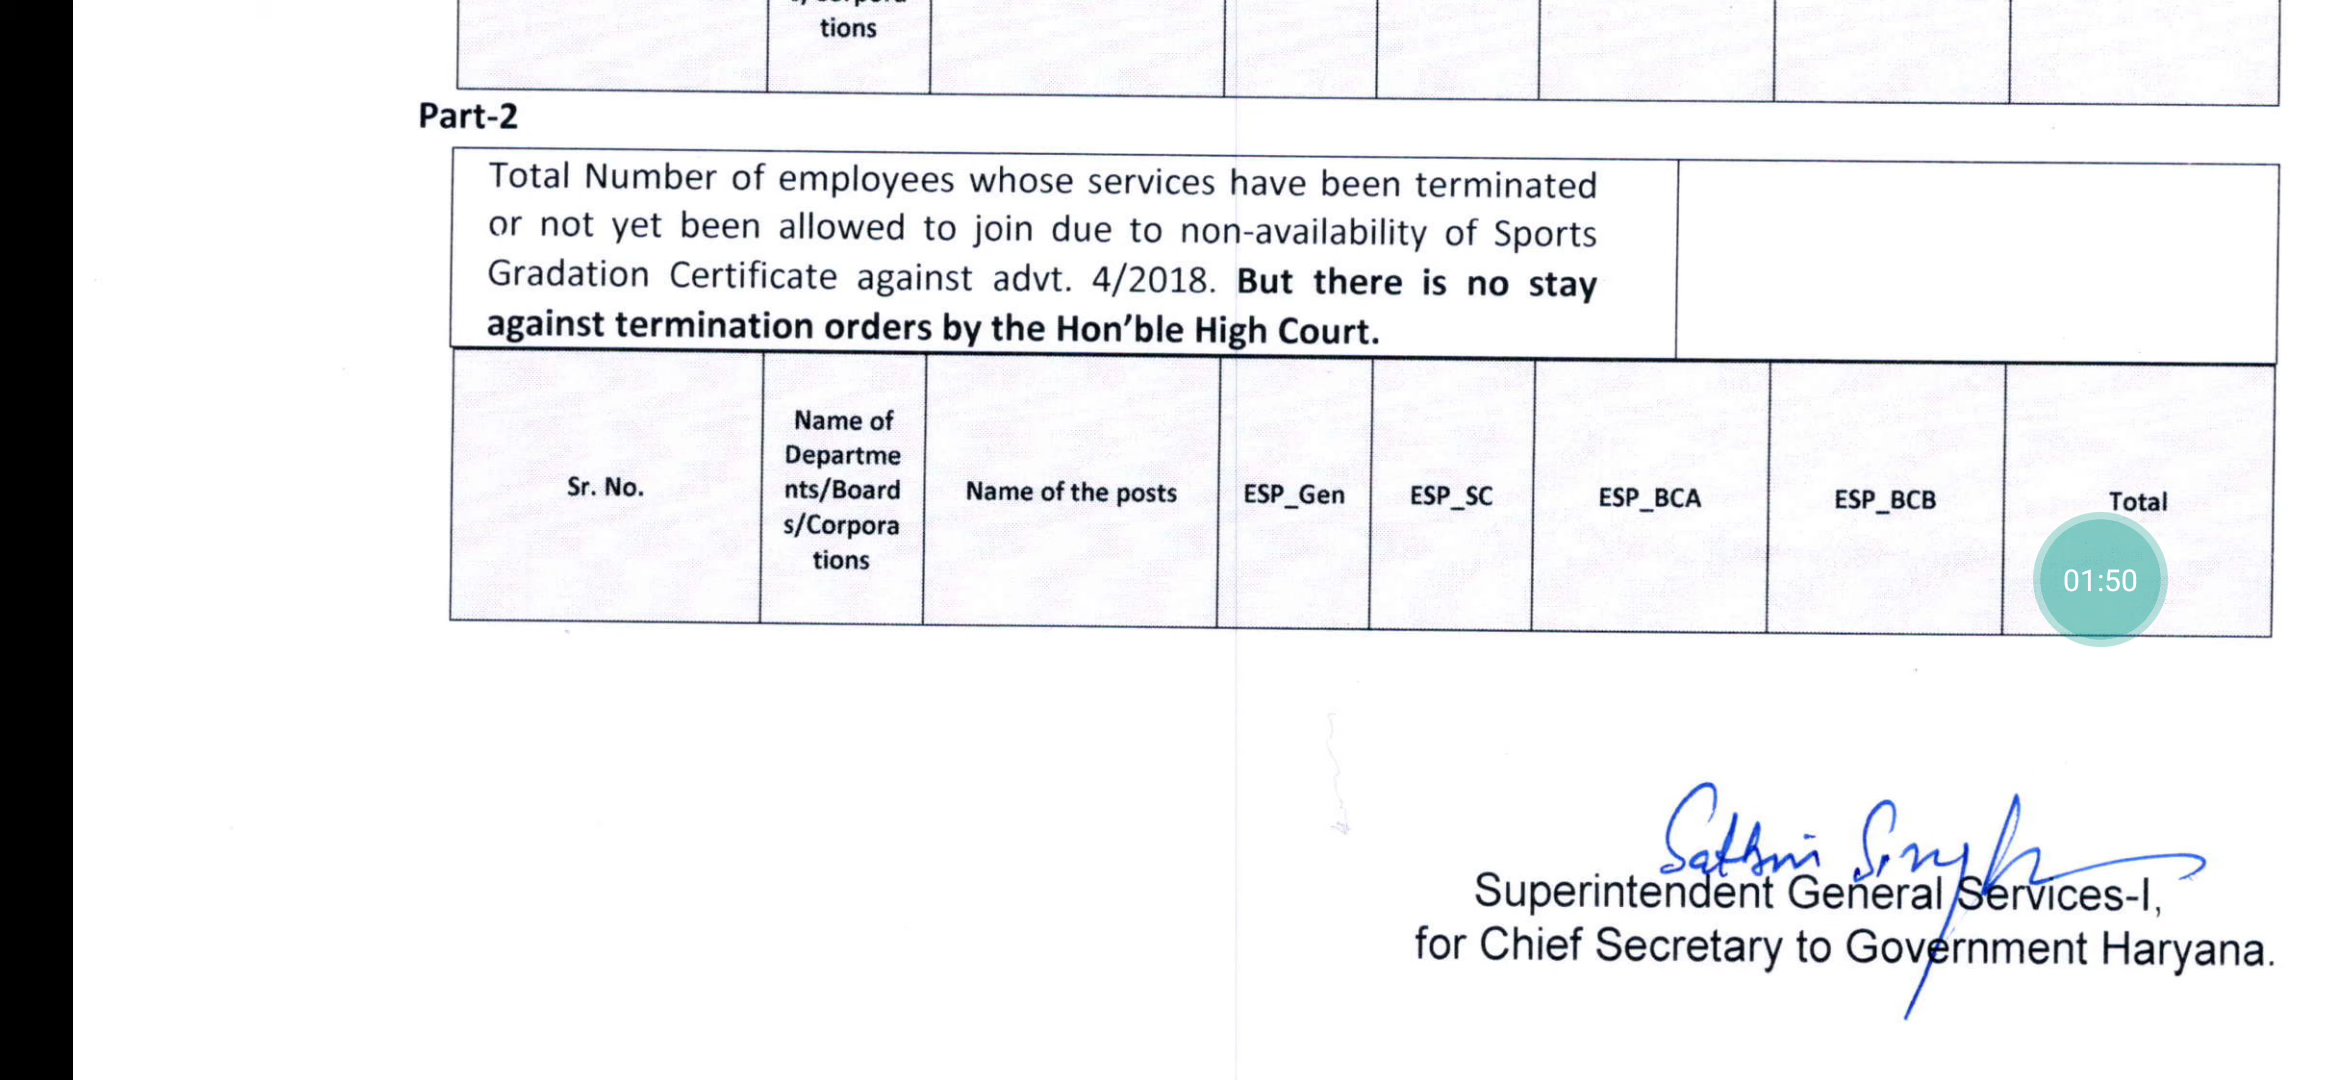 tions
Part-2
Total Number of employees whose services have been terminated
or not yet been allowed to join due to non-availability of Sports
Gradation Certificate against advt. 4/2018. But there is no stay
against termination orders by the Hon'ble High Court.
Sr. No.
Name of
Departme
nts/Board
s/Corpora
tions
Name of the posts
ESP_Gen
ESP_SC
ESP_BCA
ESP_BCB
Total
01:50
Superintendent General Services-I,
for Chief Secretary to Government Haryana.